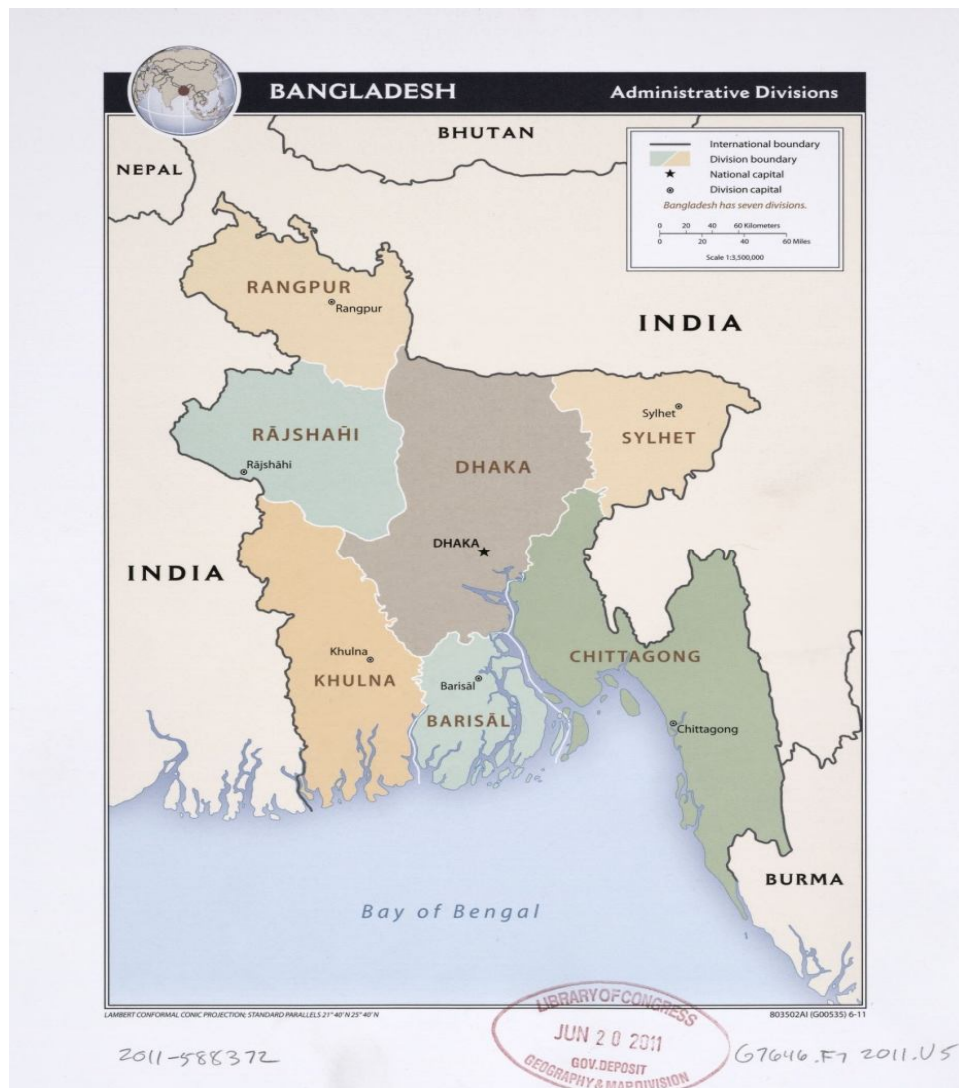 BANGLADESH
Administrative Divisions
BHUTAN
NEPAL
International boundary
Division boundary
National capital
Division capital
Bangladesh has seven divisions.
0 20 40 60 Kilometers
0 20 40 60 Miles
Scale 1:3,500,000
RANGPUR
Rangpur
INDIA
Sylhet
SYLHET
RĀJSHĀHI
Rājshāhi
DHAKA
DHAKA
INDIA
Khulna
KHULNA
CHITTAGONG
Barisāl
BARISĀL
Chittagong
BURMA
Bay of Bengal
LAMBERT CONFORMAL CONIC PROJECTION; STANDARD PARALLELS 21° 40' N 25° 40' N
803502AI (G00535) 6-11
LIBRARY OF CONGRESS
JUN 20 2011
GOV. DEPOSIT
GEOGRAPHY & MAP DIVISION
2011-588372
G7646.F7 2011.U5